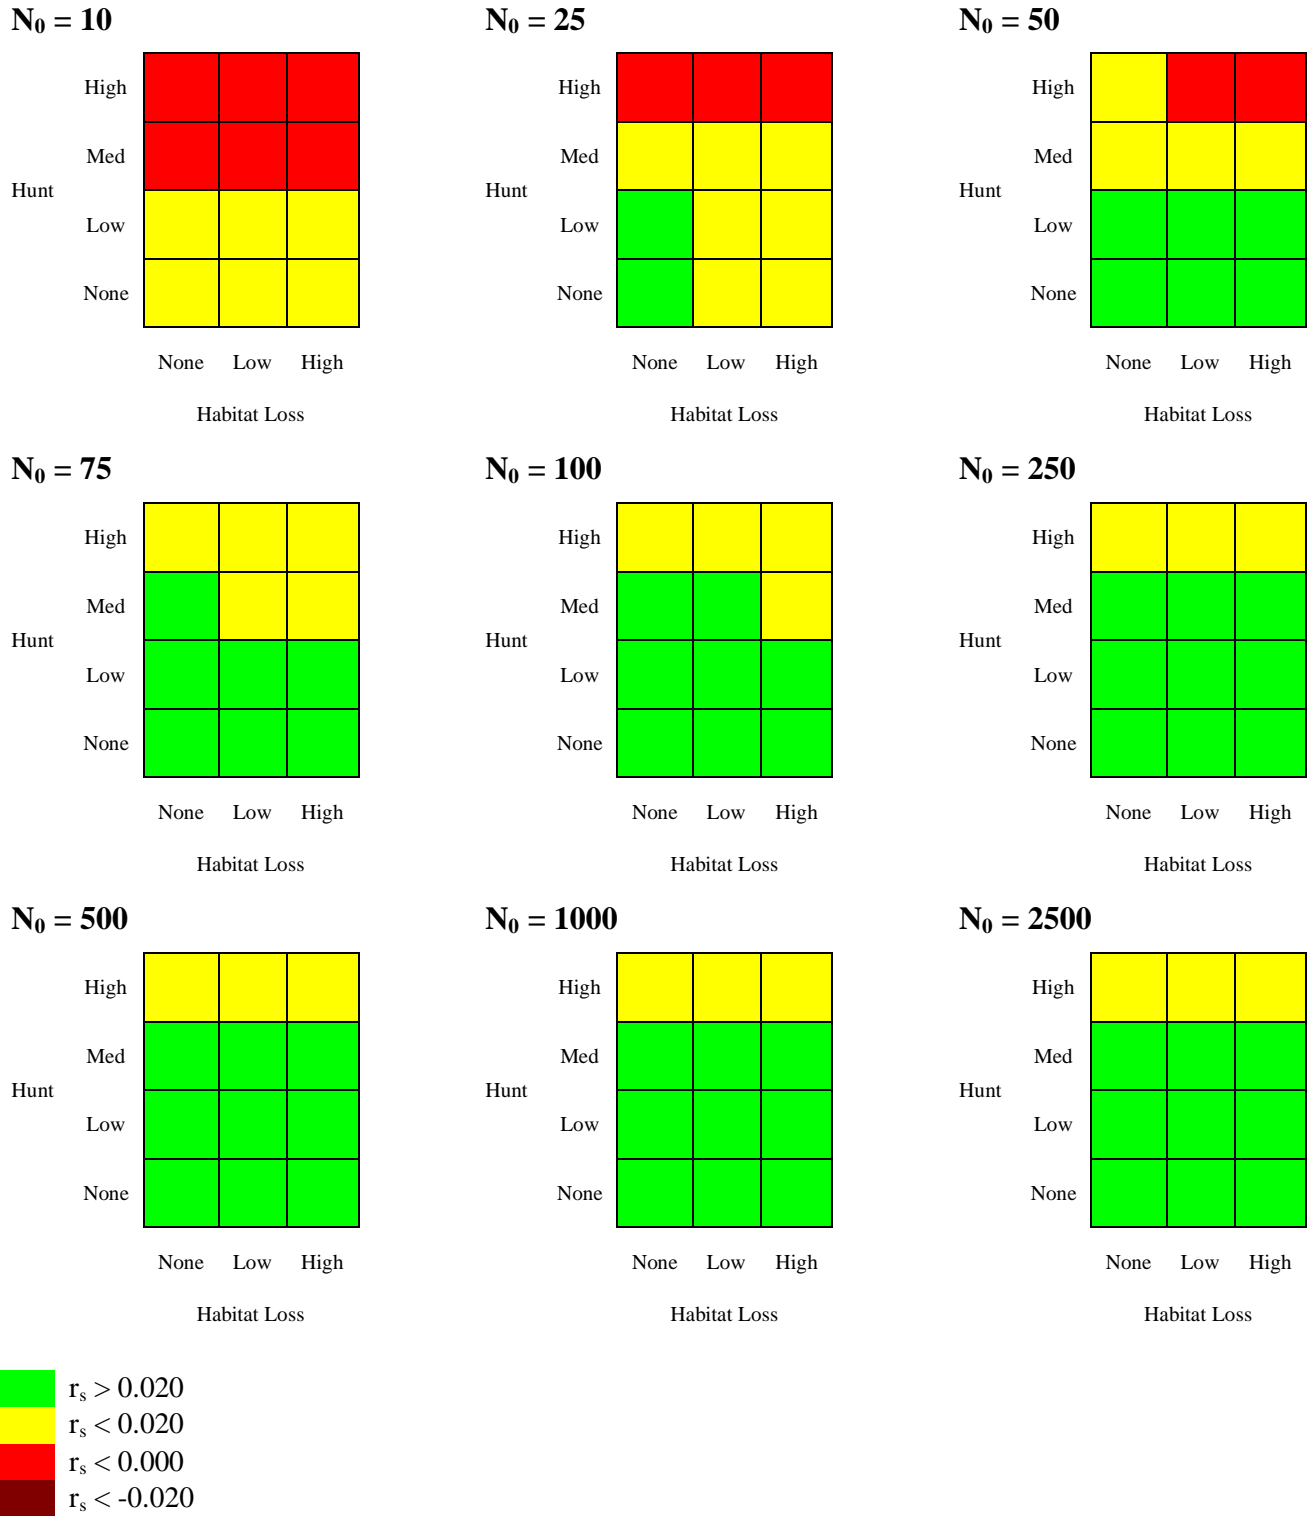 N₀ = 10
N₀ = 25
N₀ = 50
High
High
High
Med
Med
Med
Hunt
Hunt
Hunt
Low
Low
Low
None
None
None
None Low High
None Low High
None Low High
Habitat Loss
Habitat Loss
Habitat Loss
N₀ = 75
N₀ = 100
N₀ = 250
High
High
High
Med
Med
Med
Hunt
Hunt
Hunt
Low
Low
Low
None
None
None
None Low High
None Low High
None Low High
Habitat Loss
Habitat Loss
Habitat Loss
N₀ = 500
N₀ = 1000
N₀ = 2500
High
High
High
Med
Med
Med
Hunt
Hunt
Hunt
Low
Low
Low
None
None
None
None Low High
None Low High
None Low High
Habitat Loss
Habitat Loss
Habitat Loss
rₛ > 0.020
rₛ < 0.020
rₛ < 0.000
rₛ < -0.020